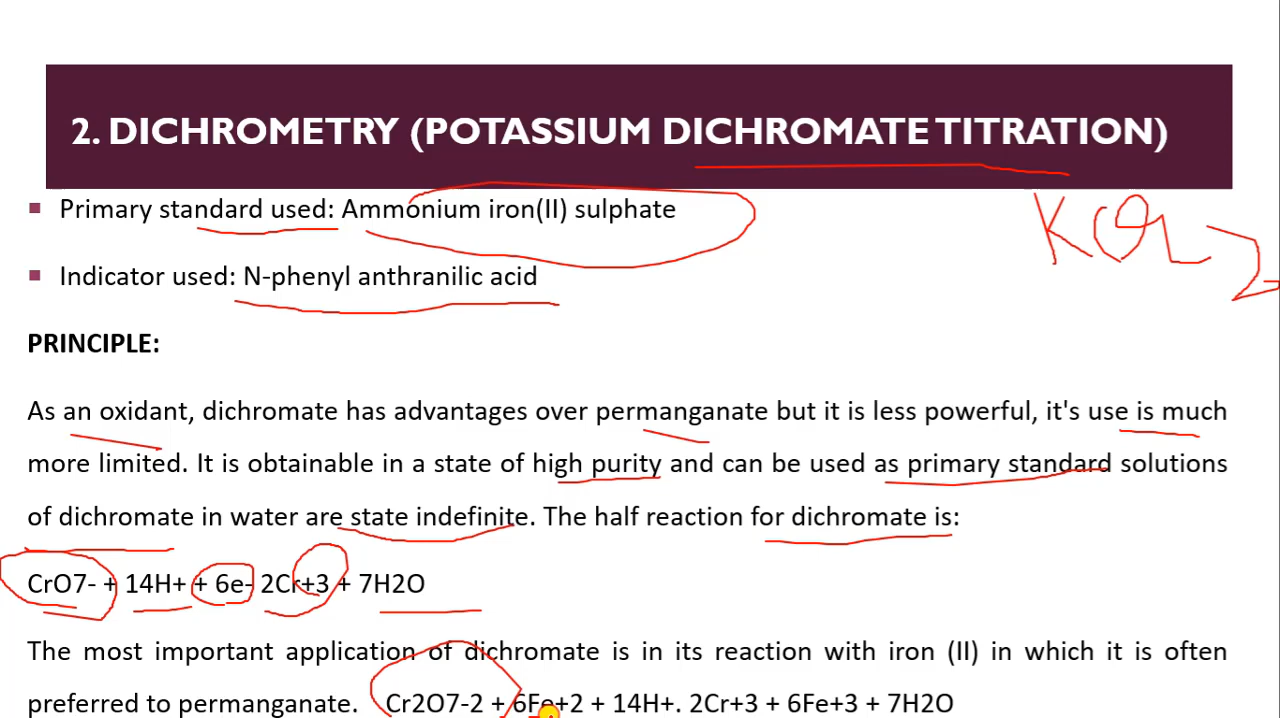 2. DICHROMETRY (POTASSIUM DICHROMATE TITRATION)
Primary standard used: Ammonium iron(II) sulphate
Indicator used: N-phenyl anthranilic acid
PRINCIPLE:
As an oxidant, dichromate has advantages over permanganate but it is less powerful, it's use is much
more limited. It is obtainable in a state of high purity and can be used as primary standard solutions
of dichromate in water are state indefinite. The half reaction for dichromate is:
CrO7- + 14H+ + 6e- 2Cr+3 + 7H2O
The most important application of dichromate is in its reaction with iron (II) in which it is often
preferred to permanganate. Cr2O7-2 + 6Fe+2 + 14H+. 2Cr+3 + 6Fe+3 + 7H2O